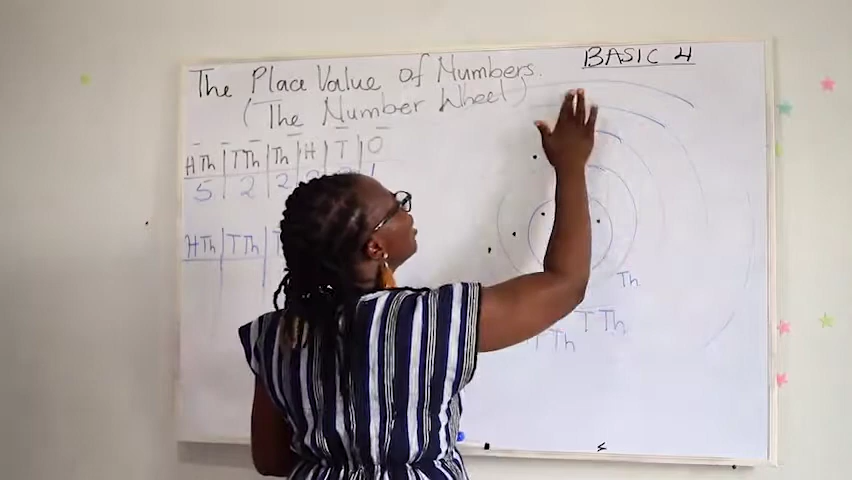 The Place Value of Numbers.
BASIC 4
(The Number Wheel)
HTh TTh Th H T O
5 2 2
HTh TTh
Th
TTh
Th